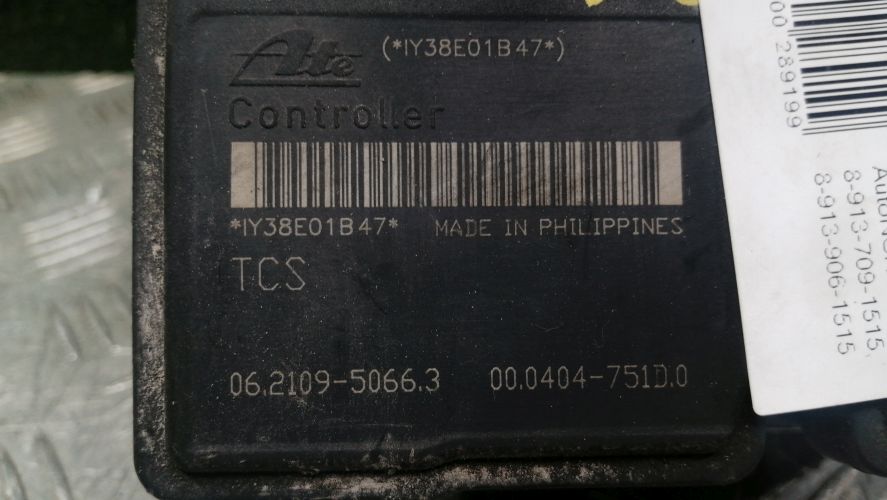 Ate (*IY38E01B47*)
Controller
*IY38E01B47* MADE IN PHILIPPINES
TCS
06.2109-5066.3 00.0404-751D.0
00 289199
8-913-709-1515,
8-913-906-1515